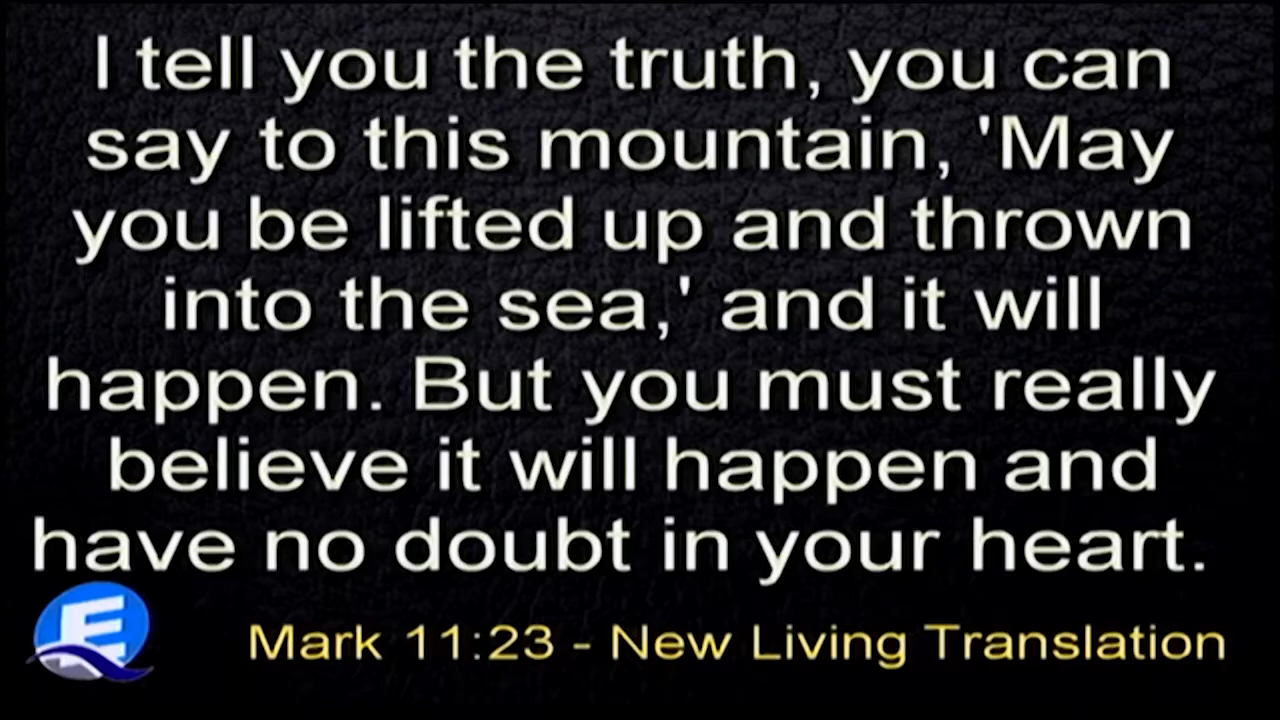 I tell you the truth, you can
say to this mountain, 'May
you be lifted up and thrown
into the sea,' and it will
happen. But you must really
believe it will happen and
have no doubt in your heart.
E
Mark 11:23 - New Living Translation